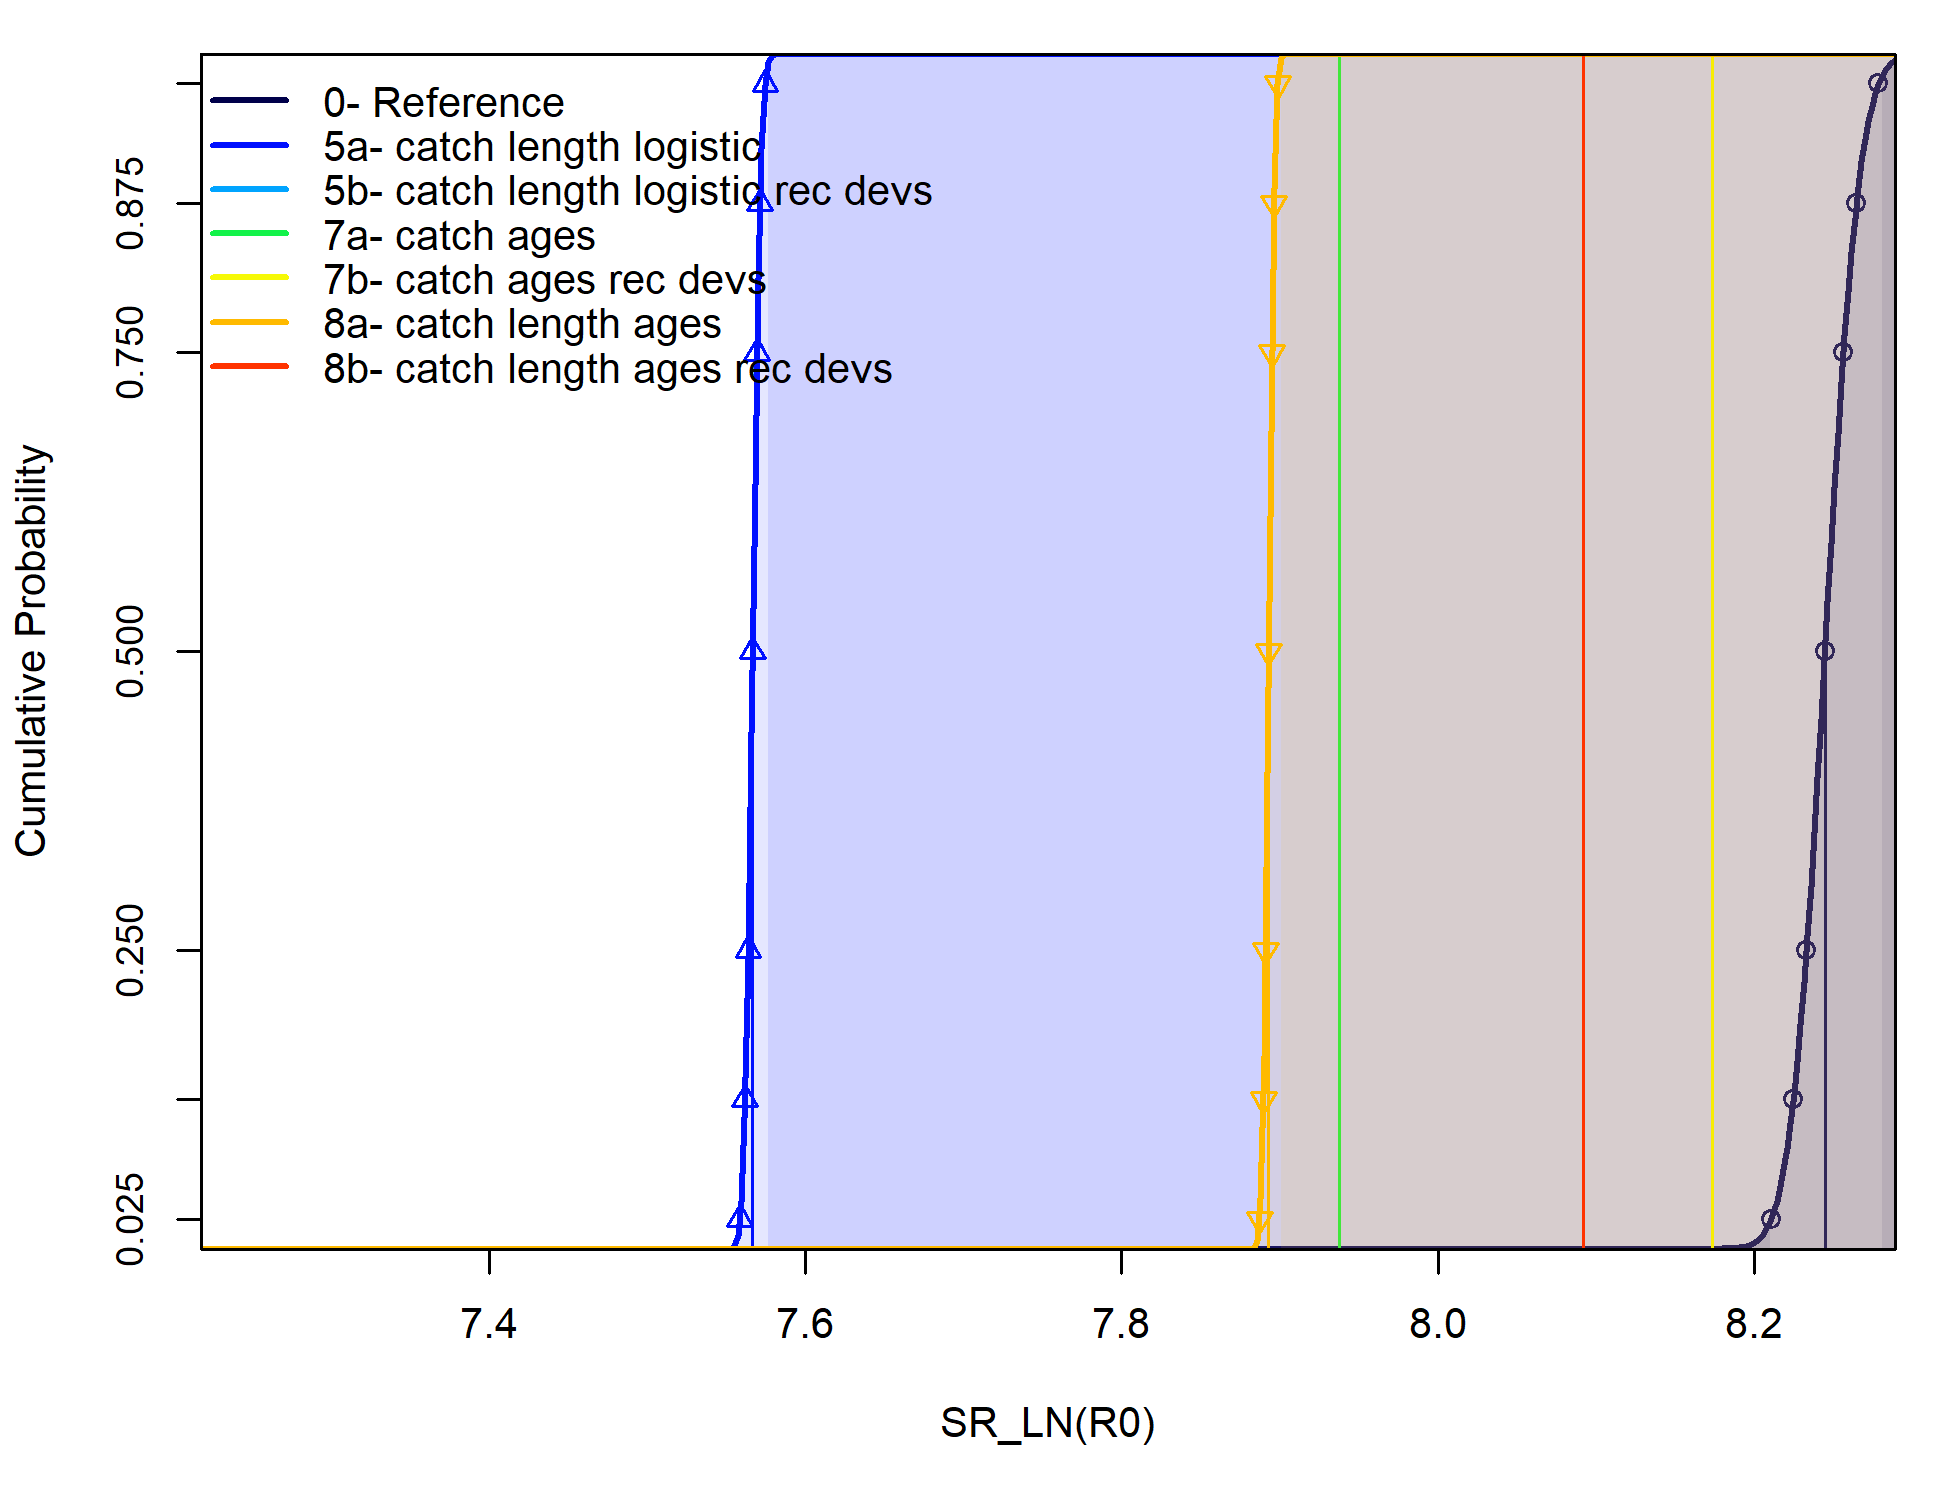 0- Reference
5a- catch length logistic
5b- catch length logistic rec devs
7a- catch ages
7b- catch ages rec devs
8a- catch length ages
8b- catch length ages rec devs
Cumulative Probability
0.875
0.750
0.500
0.250
0.025
7.4 7.6 7.8 8.0 8.2
SR_LN(R0)